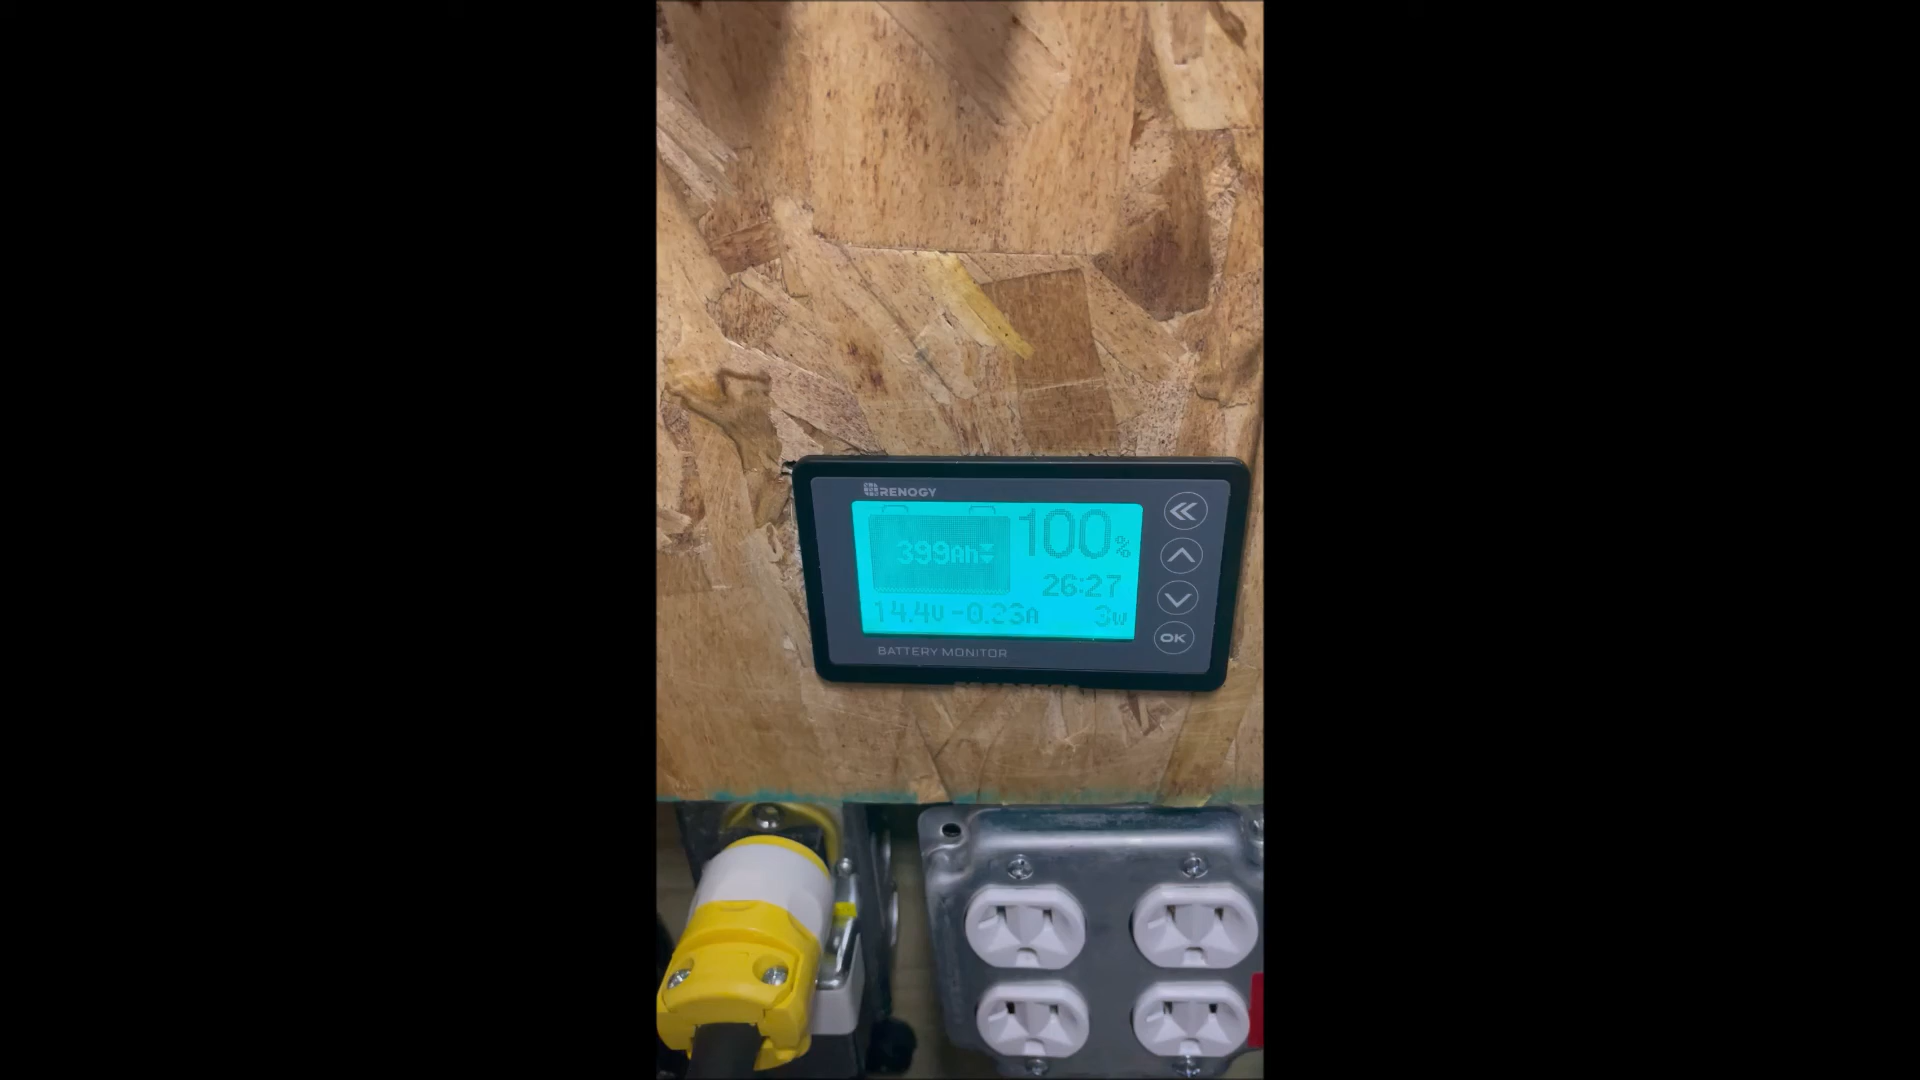 RENOGY
399Ah
100%
26:27
14.4V -0.23A 3W
OK
BATTERY MONITOR